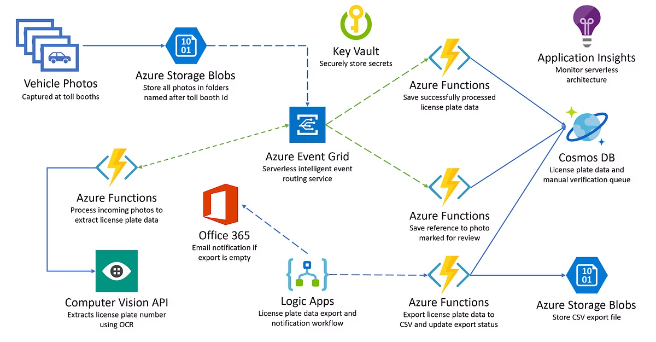 Vehicle Photos
Captured at toll booths
10
01
Azure Storage Blobs
Store all photos in folders
named after toll booth id
Key Vault
Securely store secrets
Azure Functions
Save successfully processed
license plate data
Application Insights
Monitor serverless
architecture
Azure Event Grid
Serverless intelligent event
routing service
Cosmos DB
License plate data and
manual verification queue
Azure Functions
Process incoming photos to
extract license plate data
Office 365
Email notification if
export is empty
Azure Functions
Save reference to photo
marked for review
Computer Vision API
Extracts license plate number
using OCR
Logic Apps
License plate data export and
notification workflow
Azure Functions
Export license plate data to
CSV and update export status
10
01
Azure Storage Blobs
Store CSV export file